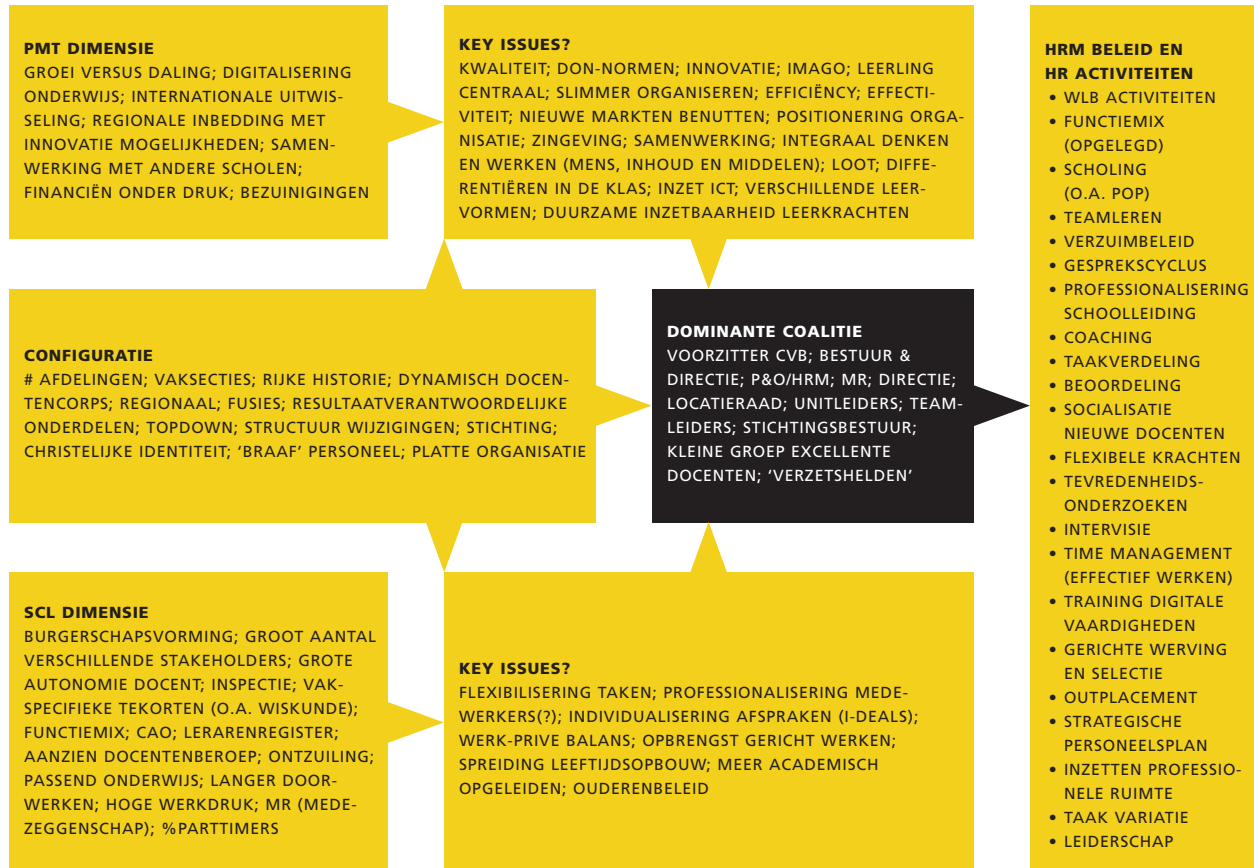 PMT DIMENSIE
GROEI VERSUS DALING; DIGITALISERING
ONDERWIJS; INTERNATIONALE UITWIS-
SELING; REGIONALE INBEDDING MET
INNOVATIE MOGELIJKHEDEN; SAMEN-
WERKING MET ANDERE SCHOLEN;
FINANCIËN ONDER DRUK; BEZUINIGINGEN
KEY ISSUES?
KWALITEIT; DON-NORMEN; INNOVATIE; IMAGO; LEERLING
CENTRAAL; SLIMMER ORGANISEREN; EFFICIËNCY; EFFECTI-
VITEIT; NIEUWE MARKTEN BENUTTEN; POSITIONERING ORGA-
NISATIE; ZINGEVING; SAMENWERKING; INTEGRAAL DENKEN
EN WERKEN (MENS, INHOUD EN MIDDELEN); LOOT; DIFFE-
RENTIËREN IN DE KLAS; INZET ICT; VERSCHILLENDE LEER-
VORMEN; DUURZAME INZETBAARHEID LEERKRACHTEN
CONFIGURATIE
# AFDELINGEN; VAKSECTIES; RIJKE HISTORIE; DYNAMISCH DOCEN-
TENCORPS; REGIONAAL; FUSIES; RESULTAATVERANTWOORDELIJKE
ONDERDELEN; TOPDOWN; STRUCTUUR WIJZIGINGEN; STICHTING;
CHRISTELIJKE IDENTITEIT; ‘BRAAF’ PERSONEEL; PLATTE ORGANISATIE
DOMINANTE COALITIE
VOORZITTER CVB; BESTUUR &
DIRECTIE; P&O/HRM; MR; DIRECTIE;
LOCATIERAAD; UNITLEIDERS; TEAM-
LEIDERS; STICHTINGSBESTUUR;
KLEINE GROEP EXCELLENTE
DOCENTEN; ‘VERZETSHELDEN’
SCL DIMENSIE
BURGERSCHAPSVORMING; GROOT AANTAL
VERSCHILLENDE STAKEHOLDERS; GROTE
AUTONOMIE DOCENT; INSPECTIE; VAK-
SPECIFIEKE TEKORTEN (O.A. WISKUNDE);
FUNCTIEMIX; CAO; LERARENREGISTER;
AANZIEN DOCENTENBEROEP; ONTZUILING;
PASSEND ONDERWIJS; LANGER DOOR-
WERKEN; HOGE WERKDRUK; MR (MEDE-
ZEGGENSCHAP); %PARTTIMERS
KEY ISSUES?
FLEXIBILISERING TAKEN; PROFESSIONALISERING MEDE-
WERKERS(?); INDIVIDUALISERING AFSPRAKEN (I-DEALS);
WERK-PRIVE BALANS; OPBRENGST GERICHT WERKEN;
SPREIDING LEEFTIJDSOPBOUW; MEER ACADEMISCH
OPGELEIDEN; OUDERENBELEID
HRM BELEID EN
HR ACTIVITEITEN
• WLB ACTIVITEITEN
• FUNCTIEMIX
(OPGELEGD)
• SCHOLING
(O.A. POP)
• TEAMLEREN
• VERZUIMBELEID
• GESPREKSCYCLUS
• PROFESSIONALISERING
SCHOOLLEIDING
• COACHING
• TAAKVERDELING
• BEOORDELING
• SOCIALISATIE
NIEUWE DOCENTEN
• FLEXIBELE KRACHTEN
• TEVREDENHEIDS-
ONDERZOEKEN
• INTERVISIE
• TIME MANAGEMENT
(EFFECTIEF WERKEN)
• TRAINING DIGITALE
VAARDIGHEDEN
• GERICHTE WERVING
EN SELECTIE
• OUTPLACEMENT
• STRATEGISCHE
PERSONEELSPLAN
• INZETTEN PROFESSIO-
NELE RUIMTE
• TAAK VARIATIE
• LEIDERSCHAP